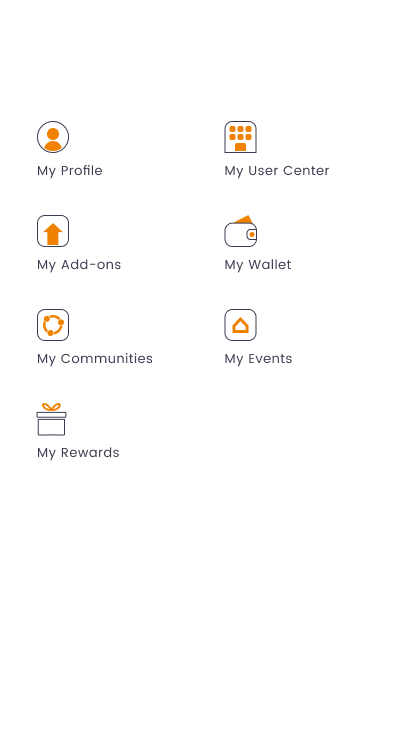 My Profile
My User Center
My Add-ons
My Wallet
My Communities
My Events
My Rewards